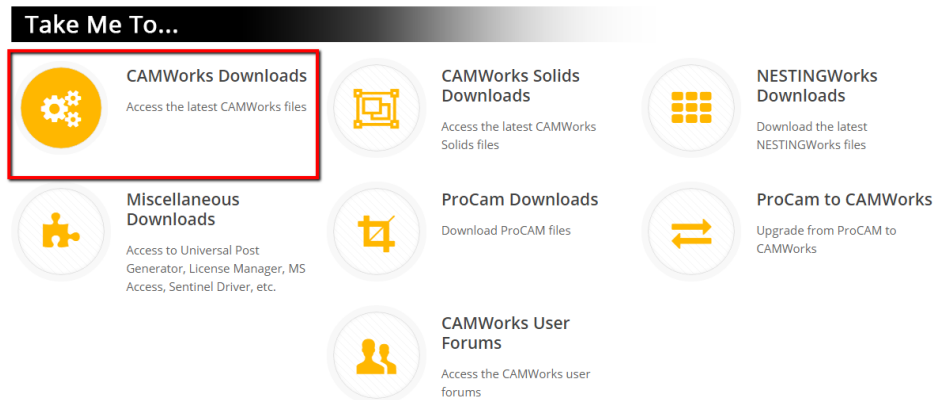 Take Me To...
CAMWorks Downloads
Access the latest CAMWorks files
CAMWorks Solids
Downloads
Access the latest CAMWorks
Solids files
NESTINGWorks
Downloads
Download the latest
NESTINGWorks files
Miscellaneous
Downloads
Access to Universal Post
Generator, License Manager, MS
Access, Sentinel Driver, etc.
ProCam Downloads
Download ProCAM files
ProCam to CAMWorks
Upgrade from ProCAM to
CAMWorks
CAMWorks User
Forums
Access the CAMWorks user
forums